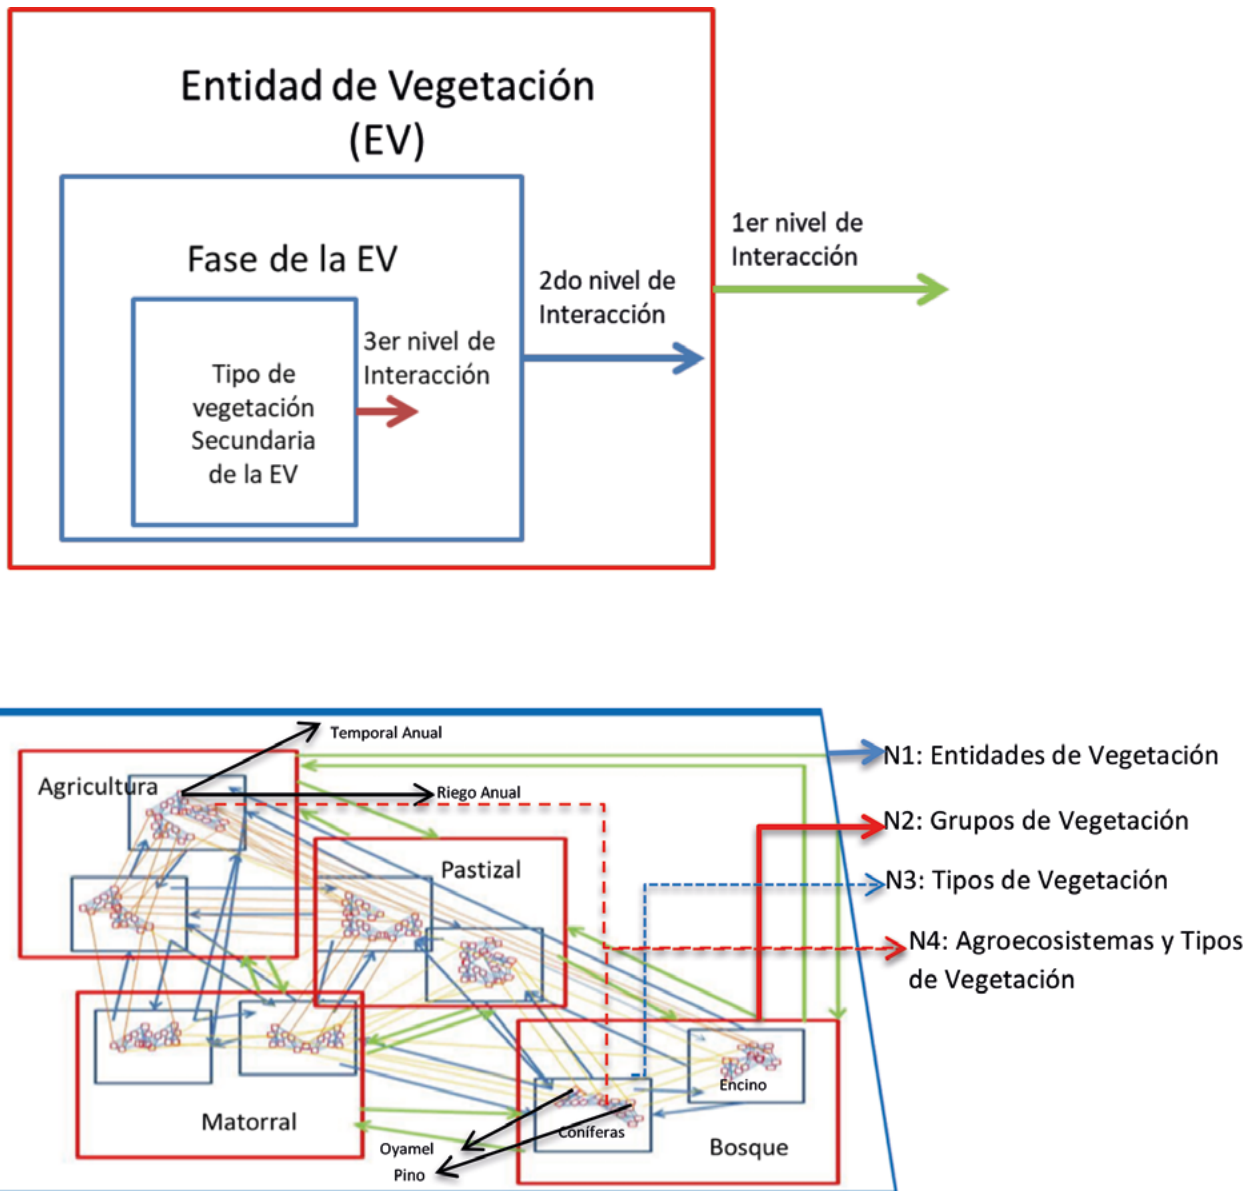 Entidad de Vegetación
(EV)
Fase de la EV
Tipo de
vegetación
Secundaria
de la EV
3er nivel de
Interacción
2do nivel de
Interacción
1er nivel de
Interacción
Temporal Anual
Agricultura
Riego Anual
Pastizal
Matorral
Encino
Coníferas
Bosque
Oyamel
Pino
N1: Entidades de Vegetación
N2: Grupos de Vegetación
N3: Tipos de Vegetación
N4: Agroecosistemas y Tipos
de Vegetación